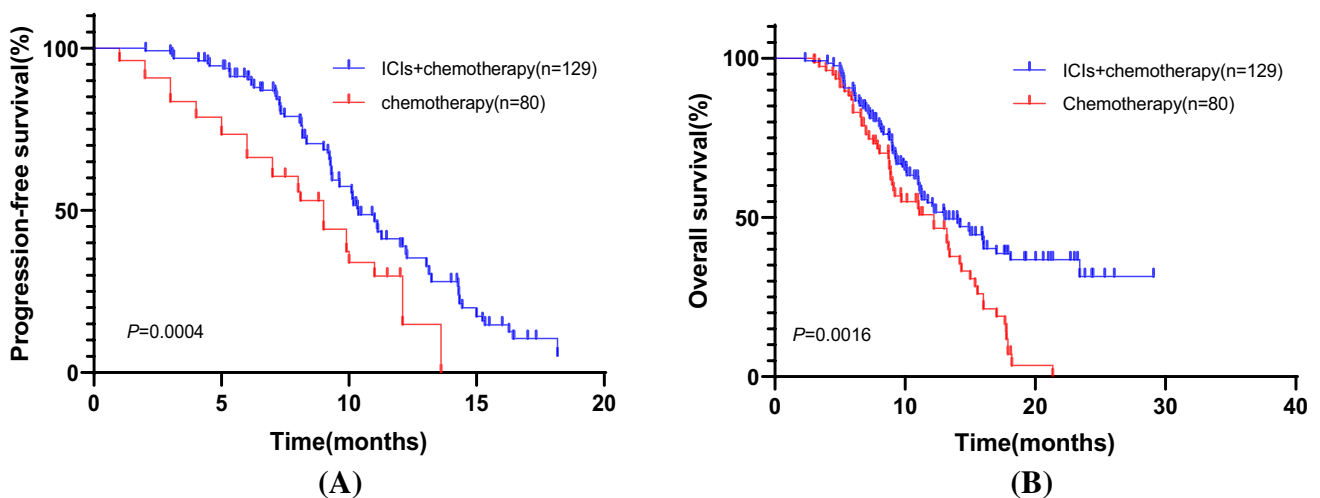 Progression-free survival(%)
100
50
0
ICIs+chemotherapy(n=129)
chemotherapy(n=80)
P=0.0004
0 5 10 15 20
Time(months)
(A)
Overall survival(%)
100
50
0
ICIs+chemotherapy(n=129)
Chemotherapy(n=80)
P=0.0016
0 10 20 30 40
Time(months)
(B)